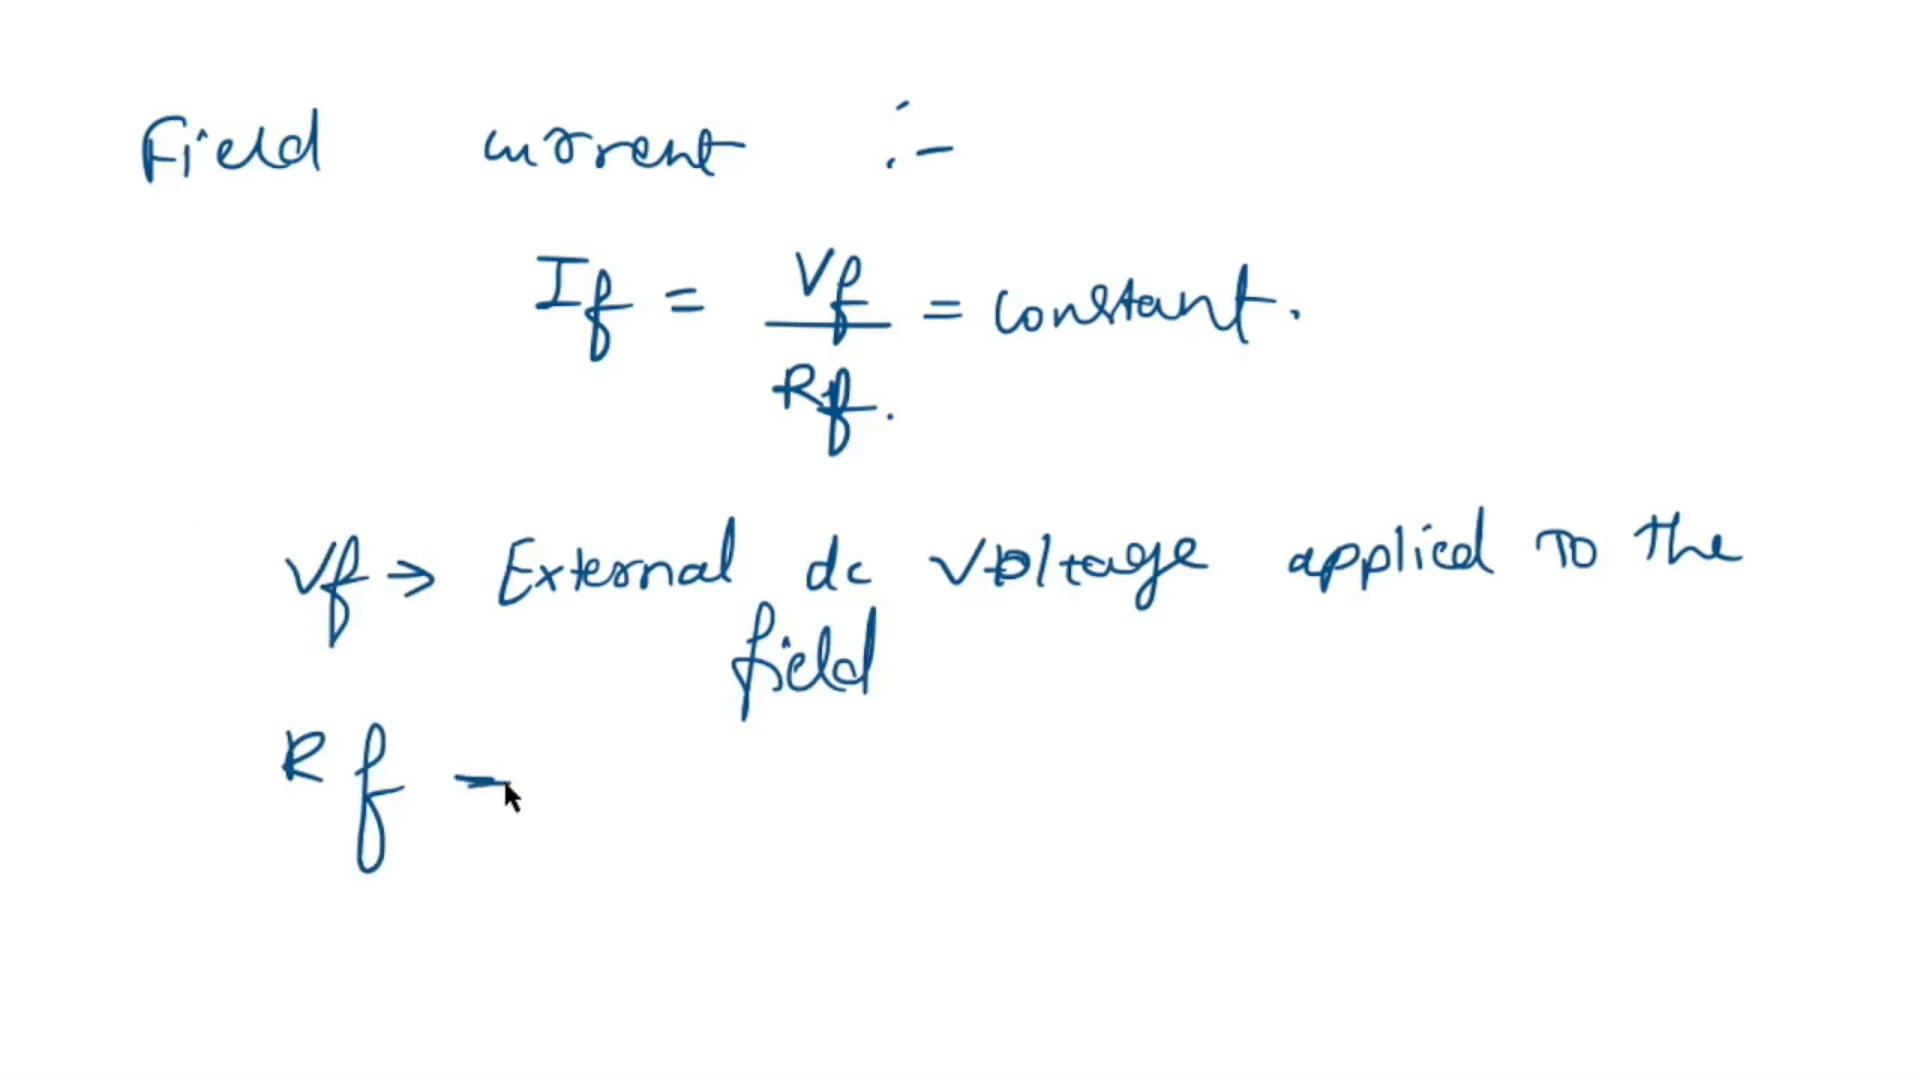 Field current :-
If = Vf / Rf. = constant.
Vf → External dc voltage applied to the
field
Rf -